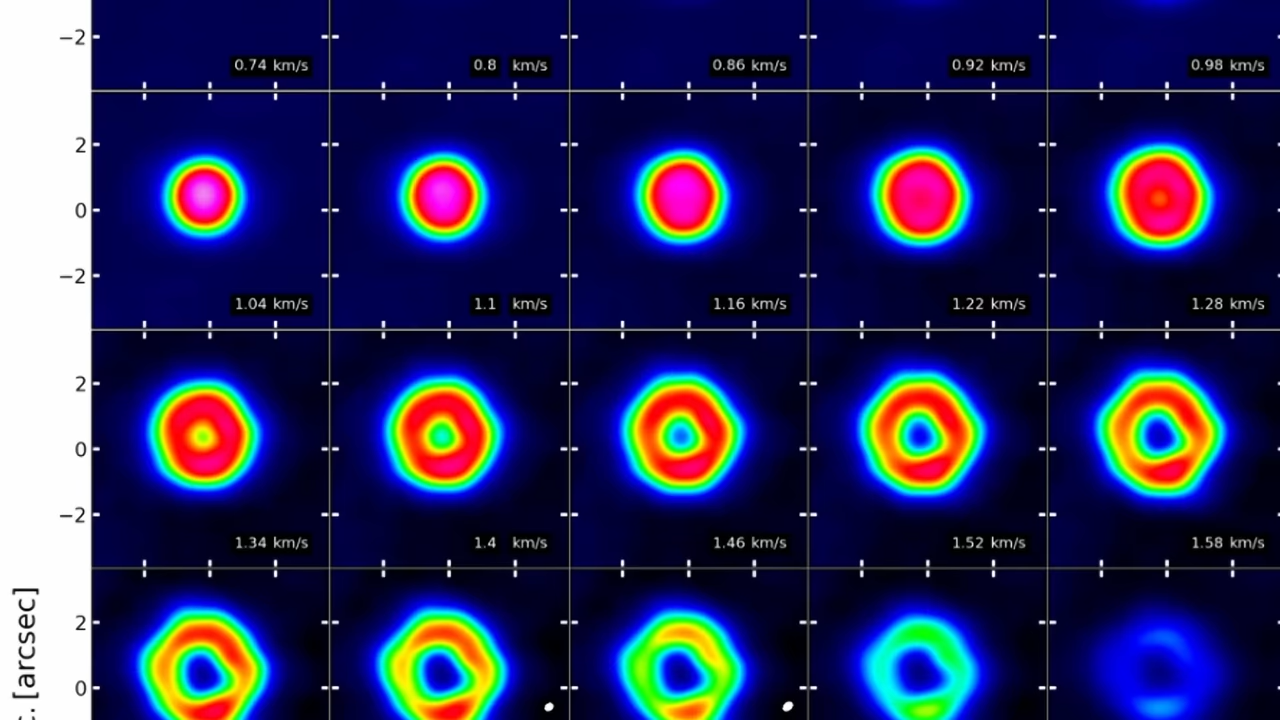 −2
0.74 km/s
0.8 km/s
0.86 km/s
0.92 km/s
0.98 km/s
2
0
−2
1.04 km/s
1.1 km/s
1.16 km/s
1.22 km/s
1.28 km/s
2
0
−2
1.34 km/s
1.4 km/s
1.46 km/s
1.52 km/s
1.58 km/s
2
0
[arcsec]